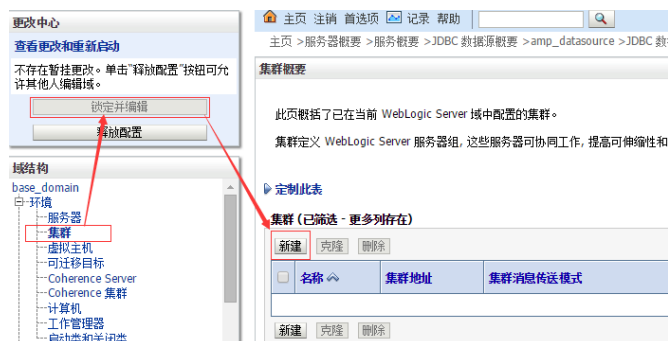 更改中心
查看更改和重新启动
不存在暂挂更改。单击"释放配置"按钮可允
许其他人编辑域。
锁定并编辑
释放配置
域结构
base_domain
环境
服务器
集群
虚拟主机
可迁移目标
Coherence Server
Coherence 集群
计算机
工作管理器
启动类和关闭类
主页 注销 首选项 记录 帮助
主页 >服务器概要 >服务概要 >JDBC 数据源概要 >amp_datasource >JDBC 数
集群概要
此页概括了已在当前 WebLogic Server 域中配置的集群。
集群定义 WebLogic Server 服务器组, 这些服务器可协同工作, 提高可伸缩性和
定制此表
集群 (已筛选 - 更多列存在)
新建 克隆 删除
名称 集群地址 集群消息传送模式
新建 克隆 删除